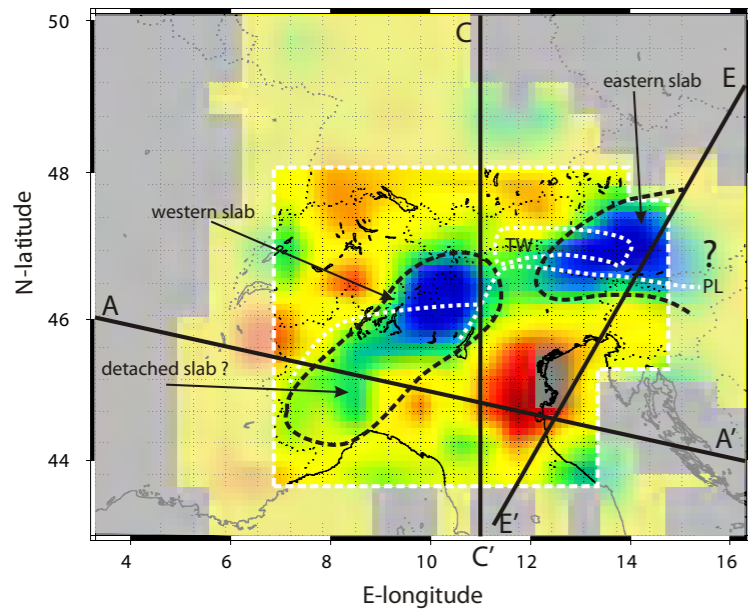 50
C
E
eastern slab
48
western slab
TW
?
PL
N-latitude
A
46
detached slab ?
A'
44
E'
C'
4
6
8
10
12
14
16
E-longitude